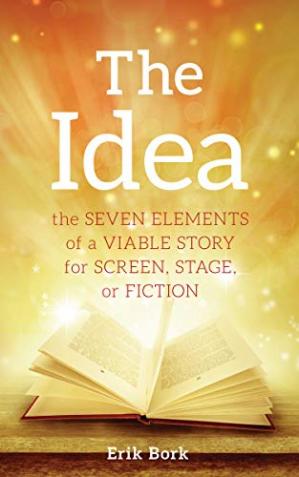 The
Idea
the SEVEN ELEMENTS
of a VIABLE STORY
for SCREEN, STAGE,
or FICTION
Erik Bork